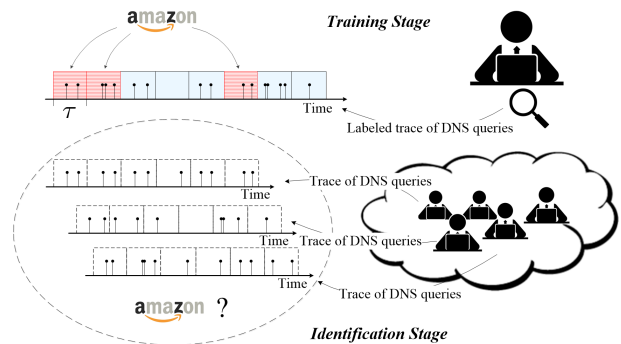 amazon
Training Stage
τ
Time
Labeled trace of DNS queries
Time
Trace of DNS queries
Time
Trace of DNS queries
Time
Trace of DNS queries
amazon ?
Identification Stage